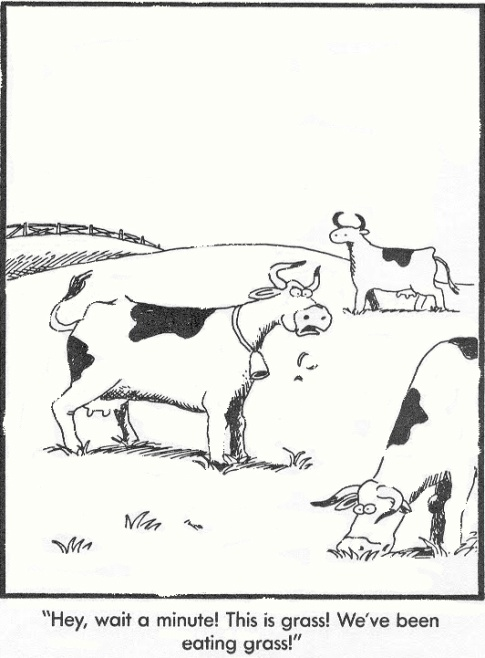 "Hey, wait a minute! This is grass! We've been
eating grass!"